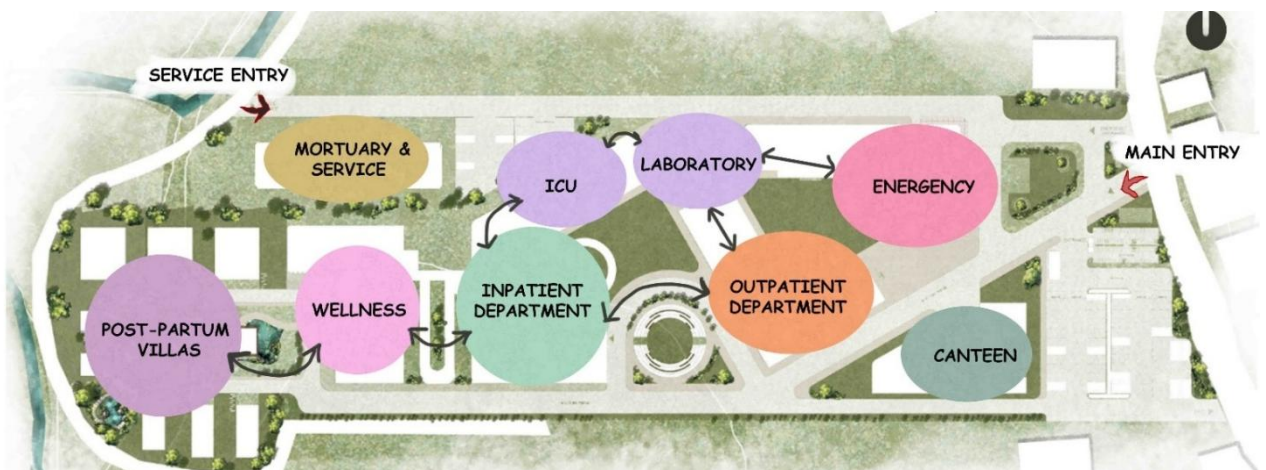 SERVICE ENTRY
MORTUARY &
SERVICE
ICU
LABORATORY
ENERGENCY
MAIN ENTRY
POST-PARTUM
VILLAS
WELLNESS
INPATIENT
DEPARTMENT
OUTPATIENT
DEPARTMENT
CANTEEN